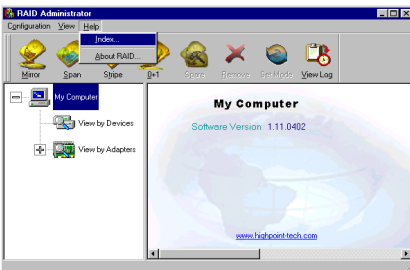 RAID Administrator
Configuration View Help
Index...
About RAID...
Mirror Span Stripe 0+1 Spare Remove Set Mode View Log
My Computer
View by Devices
View by Adapters
My Computer
Software Version 1.11.0402
www.highpoint-tech.com